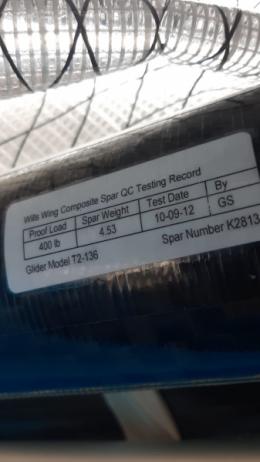 Wills Wing Composite Spar QC Testing Record
Proof Load Spar Weight Test Date By
400 lb 4.53 10-09-12 GS
Glider Model T2-136 Spar Number K2813